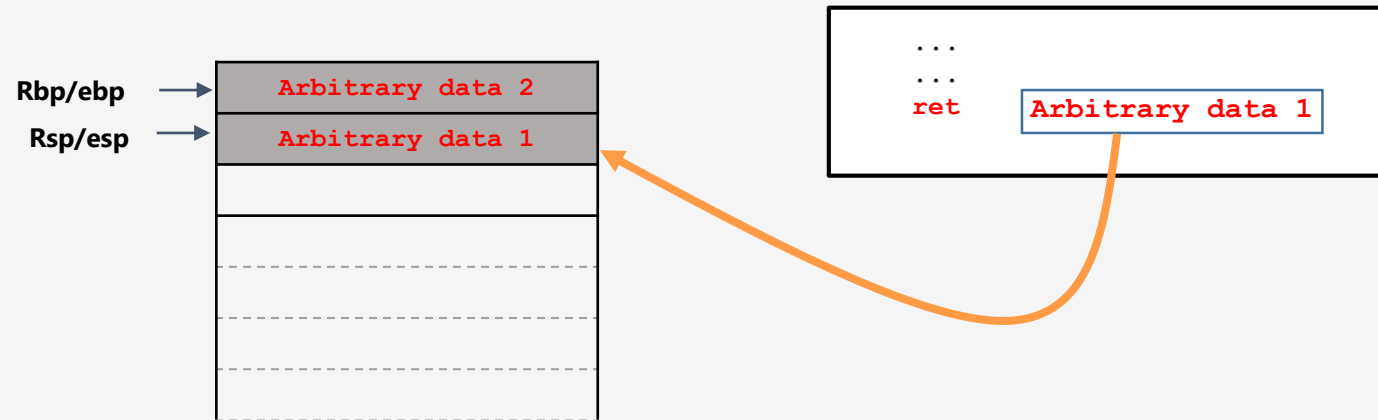 Rbp/ebp
Arbitrary data 2
Rsp/esp
Arbitrary data 1
...
...
ret
Arbitrary data 1